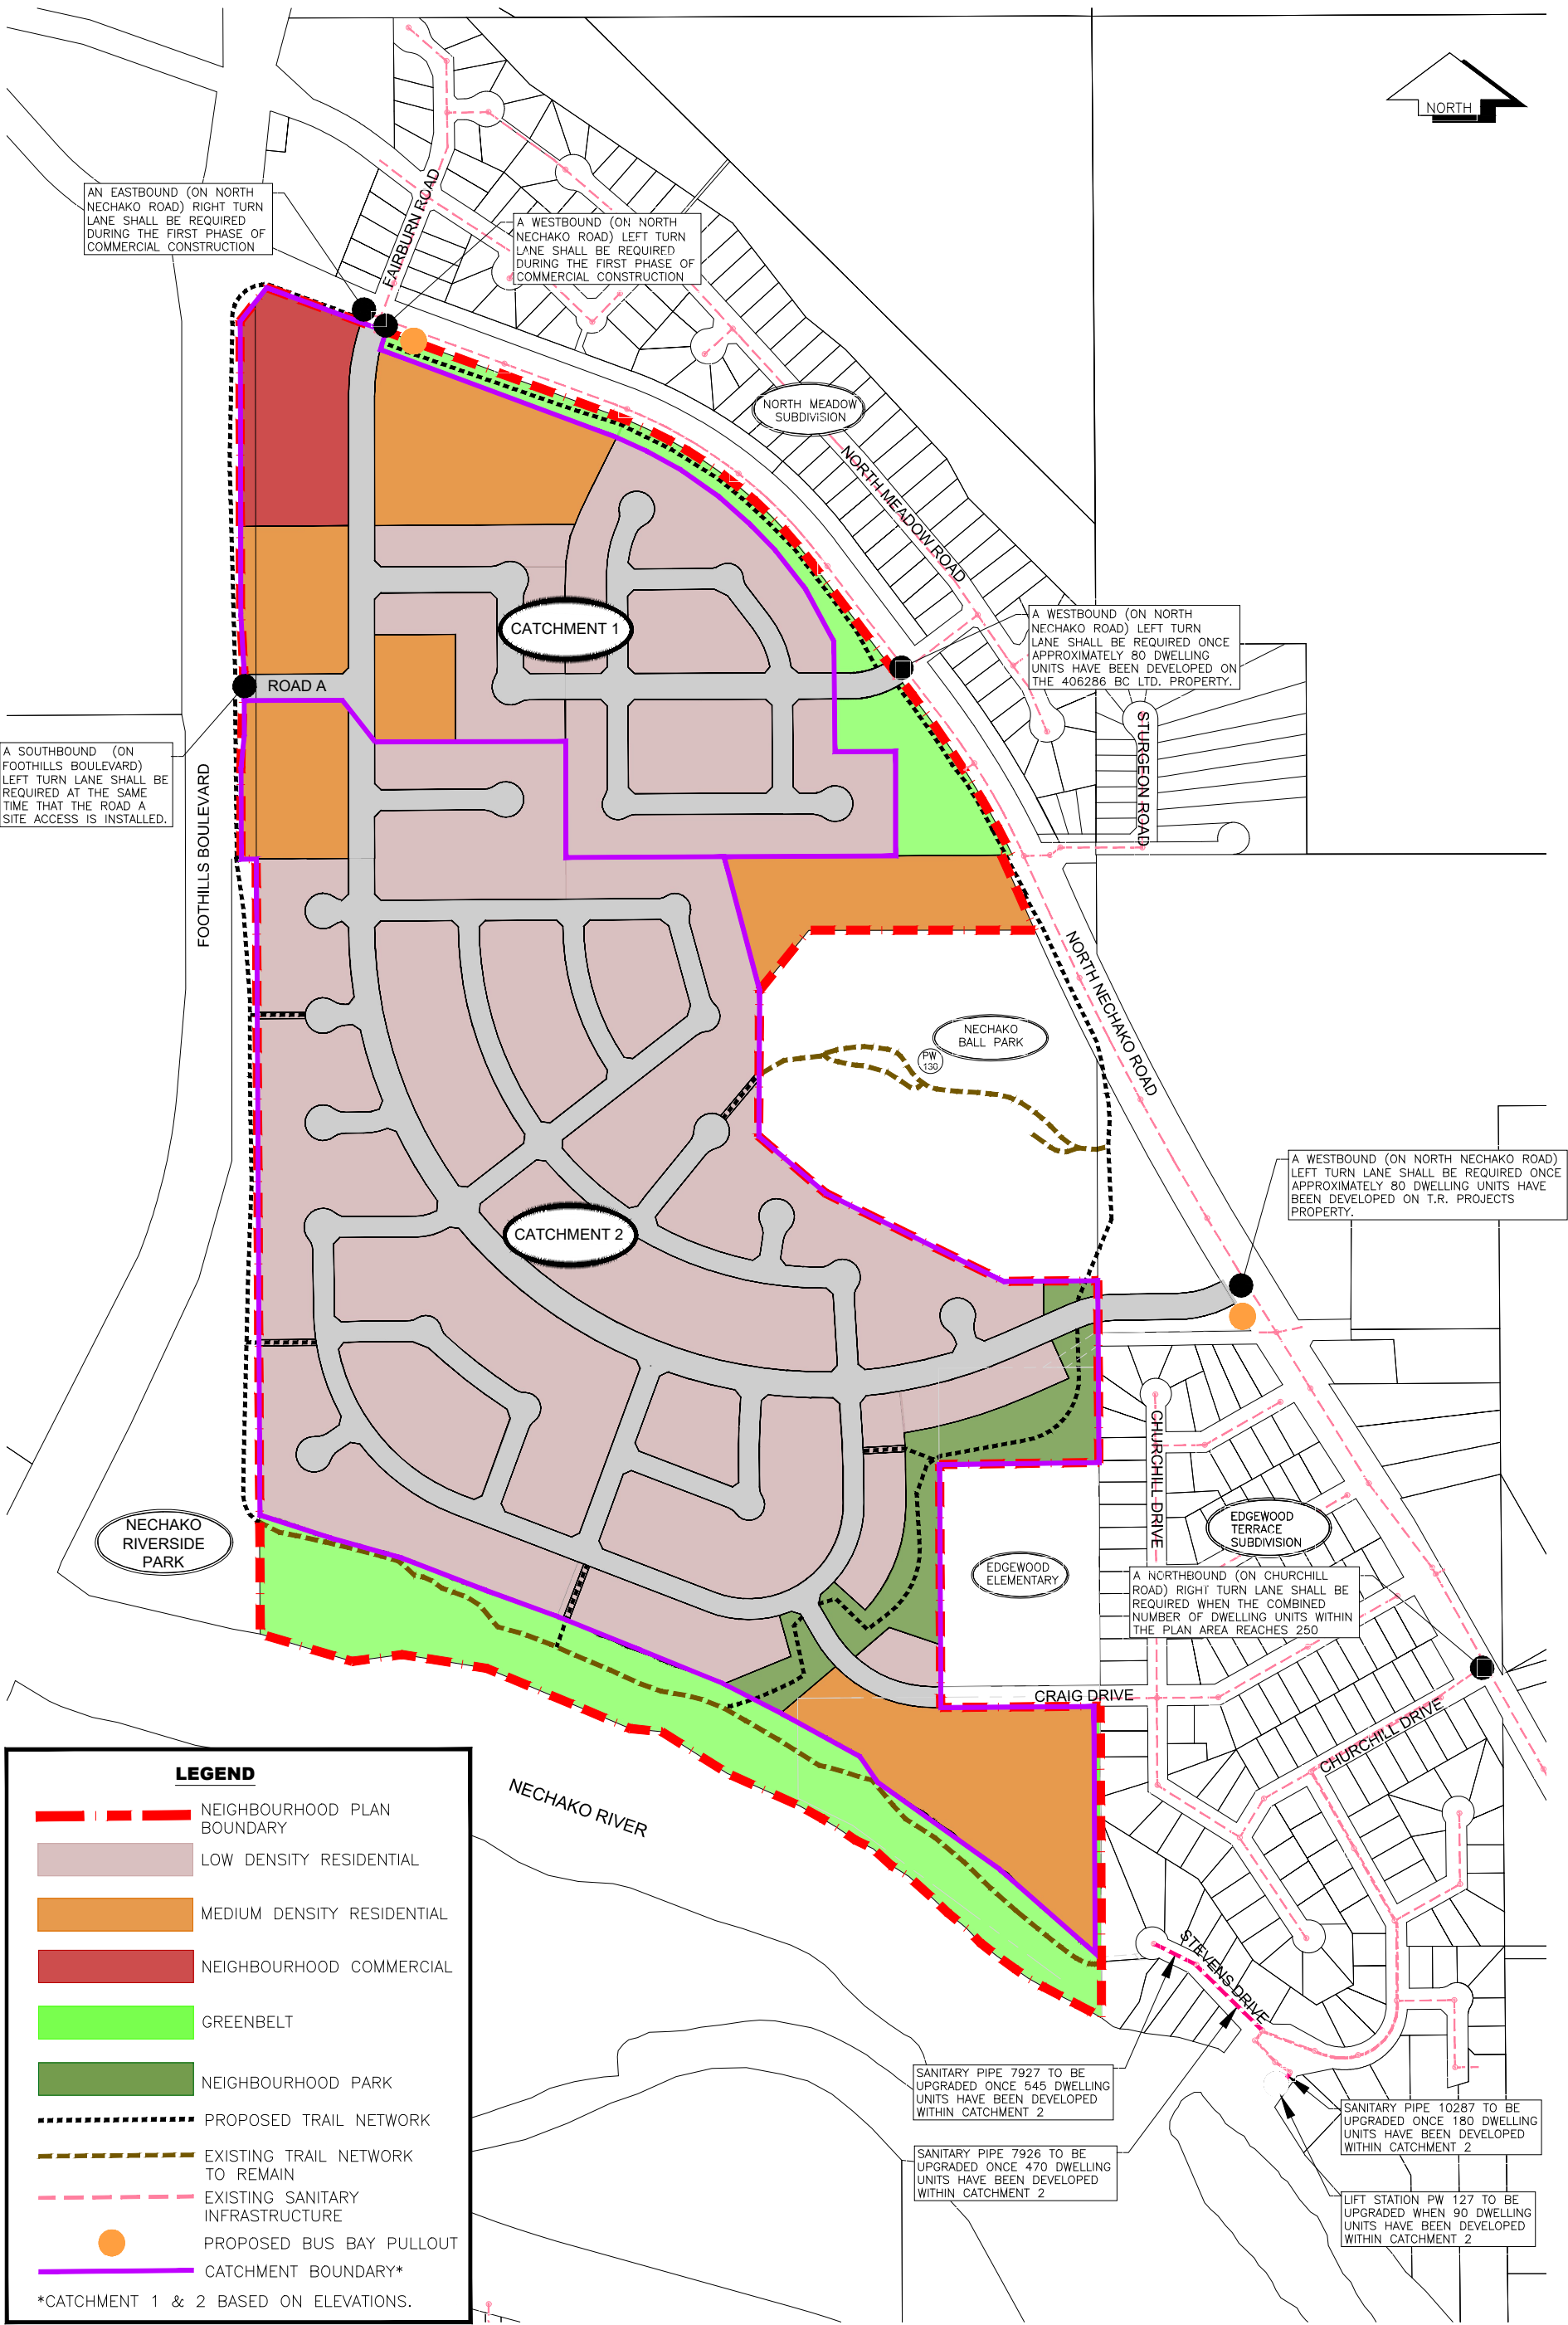 NORTH
AN EASTBOUND (ON NORTH
NECHAKO ROAD) RIGHT TURN
LANE SHALL BE REQUIRED
DURING THE FIRST PHASE OF
COMMERCIAL CONSTRUCTION
FAIRBURN ROAD
A WESTBOUND (ON NORTH
NECHAKO ROAD) LEFT TURN
LANE SHALL BE REQUIRED
DURING THE FIRST PHASE OF
COMMERCIAL CONSTRUCTION
NORTH MEADOW
SUBDIVISION
NORTH MEADOW ROAD
CATCHMENT 1
A WESTBOUND (ON NORTH
NECHAKO ROAD) LEFT TURN
LANE SHALL BE REQUIRED ONCE
APPROXIMATELY 80 DWELLING
UNITS HAVE BEEN DEVELOPED ON
THE 406286 BC LTD. PROPERTY.
ROAD A
STURGEON ROAD
A SOUTHBOUND (ON
FOOTHILLS BOULEVARD)
LEFT TURN LANE SHALL BE
REQUIRED AT THE SAME
TIME THAT THE ROAD A
SITE ACCESS IS INSTALLED.
FOOTHILLS BOULEVARD
NORTH NECHAKO ROAD
NECHAKO
BALL PARK
PW
130
A WESTBOUND (ON NORTH NECHAKO ROAD)
LEFT TURN LANE SHALL BE REQUIRED ONCE
APPROXIMATELY 80 DWELLING UNITS HAVE
BEEN DEVELOPED ON T.R. PROJECTS
PROPERTY.
CATCHMENT 2
CHURCHILL DRIVE
NECHAKO
RIVERSIDE
PARK
EDGEWOOD
TERRACE
SUBDIVISION
EDGEWOOD
ELEMENTARY
A NORTHBOUND (ON CHURCHILL
ROAD) RIGHT TURN LANE SHALL BE
REQUIRED WHEN THE COMBINED
NUMBER OF DWELLING UNITS WITHIN
THE PLAN AREA REACHES 250
CRAIG DRIVE
CHURCHILL DRIVE
NECHAKO RIVER
STEVENS DRIVE
LEGEND
NEIGHBOURHOOD PLAN
BOUNDARY
LOW DENSITY RESIDENTIAL
MEDIUM DENSITY RESIDENTIAL
NEIGHBOURHOOD COMMERCIAL
GREENBELT
NEIGHBOURHOOD PARK
PROPOSED TRAIL NETWORK
EXISTING TRAIL NETWORK
TO REMAIN
EXISTING SANITARY
INFRASTRUCTURE
PROPOSED BUS BAY PULLOUT
CATCHMENT BOUNDARY*
*CATCHMENT 1 & 2 BASED ON ELEVATIONS.
SANITARY PIPE 7927 TO BE
UPGRADED ONCE 545 DWELLING
UNITS HAVE BEEN DEVELOPED
WITHIN CATCHMENT 2
SANITARY PIPE 7926 TO BE
UPGRADED ONCE 470 DWELLING
UNITS HAVE BEEN DEVELOPED
WITHIN CATCHMENT 2
SANITARY PIPE 10287 TO BE
UPGRADED ONCE 180 DWELLING
UNITS HAVE BEEN DEVELOPED
WITHIN CATCHMENT 2
LIFT STATION PW 127 TO BE
UPGRADED WHEN 90 DWELLING
UNITS HAVE BEEN DEVELOPED
WITHIN CATCHMENT 2